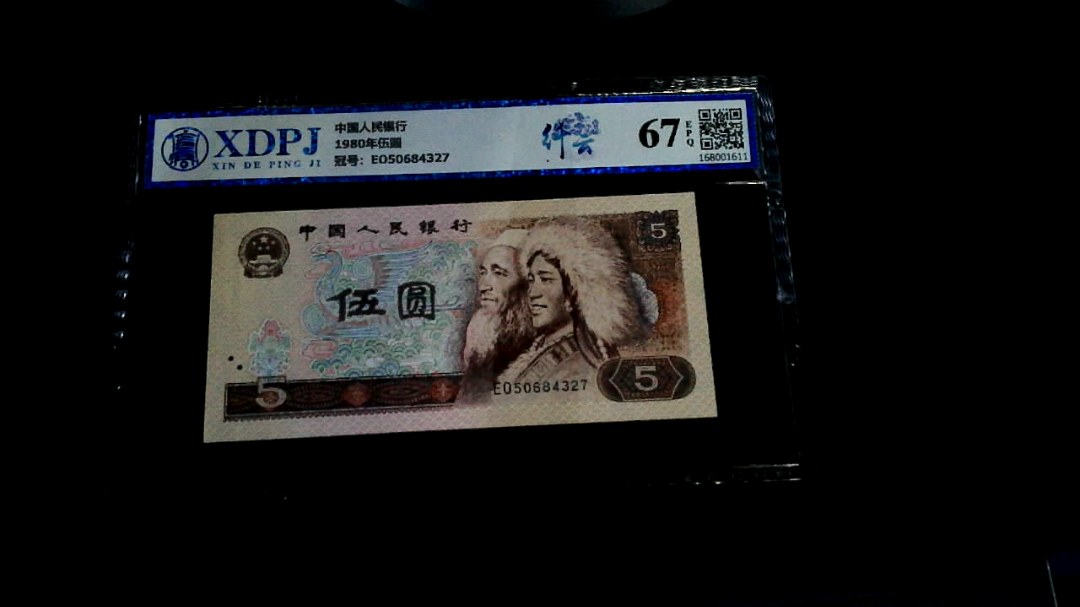 XDPJ
XIN DE PING JI
中国人民银行
1980年伍圆
冠号：EO50684327
67
EPQ
168001611
中国人民银行
5
伍圆
5
EO50684327
5